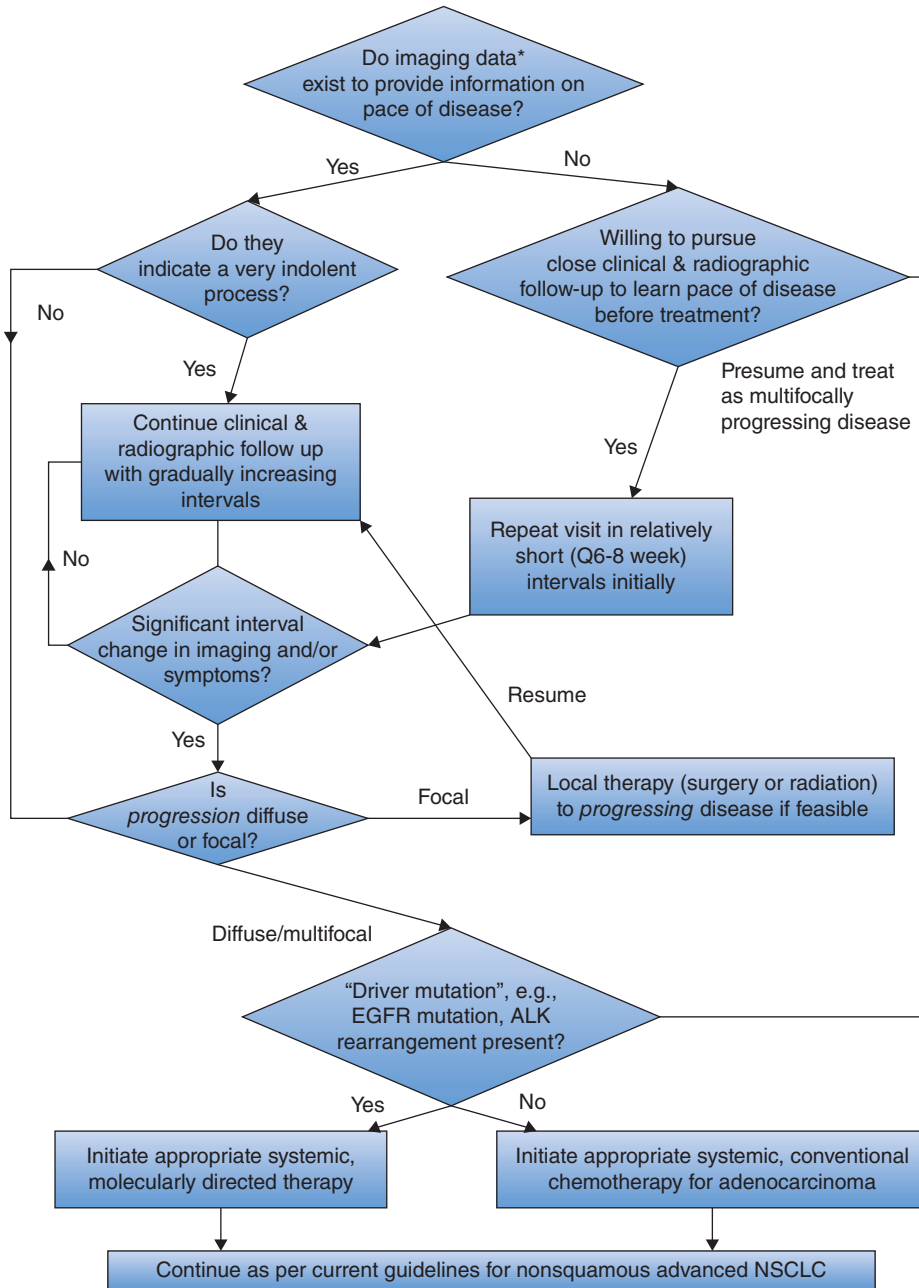 Do imaging data*
exist to provide information on
pace of disease?
Yes
No
Do they
indicate a very indolent
process?
Willing to pursue
close clinical & radiographic
follow-up to learn pace of disease
before treatment?
No
Yes
Presume and treat
as multifocally
progressing disease
Continue clinical &
radiographic follow up
with gradually increasing
intervals
Yes
Repeat visit in relatively
short (Q6-8 week)
intervals initially
No
Significant interval
change in imaging and/or
symptoms?
Resume
Yes
Is
progression diffuse
or focal?
Focal
Local therapy (surgery or radiation)
to progressing disease if feasible
Diffuse/multifocal
“Driver mutation”, e.g.,
EGFR mutation, ALK
rearrangement present?
Yes
No
Initiate appropriate systemic,
molecularly directed therapy
Initiate appropriate systemic, conventional
chemotherapy for adenocarcinoma
Continue as per current guidelines for nonsquamous advanced NSCLC